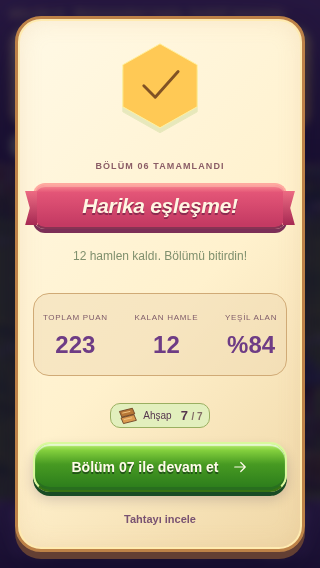 BÖLÜM 06 TAMAMLANDI
Harika eşleşme!
12 hamlen kaldı. Bölümü bitirdin!
TOPLAM PUAN KALAN HAMLE YEŞİL ALAN
223 12 %84
Ahşap 7 / 7
Bölüm 07 ile devam et →
Tahtayı incele